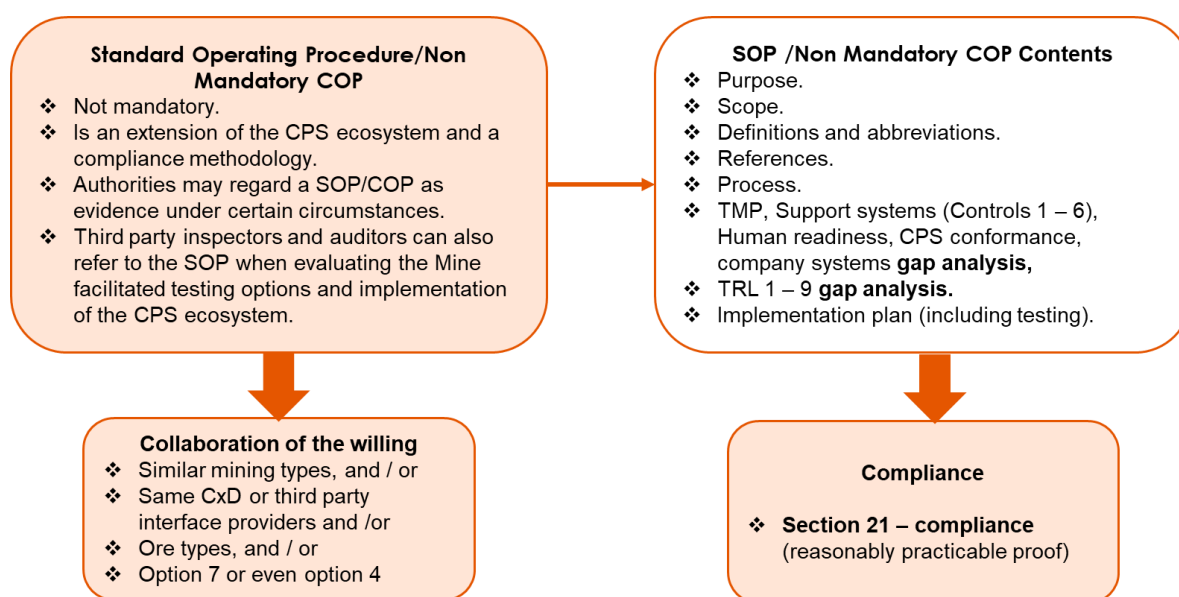 Standard Operating Procedure/Non
Mandatory COP
❖ Not mandatory.
❖ Is an extension of the CPS ecosystem and a
compliance methodology.
❖ Authorities may regard a SOP/COP as
evidence under certain circumstances.
❖ Third party inspectors and auditors can also
refer to the SOP when evaluating the Mine
facilitated testing options and implementation
of the CPS ecosystem.
SOP /Non Mandatory COP Contents
❖ Purpose.
❖ Scope.
❖ Definitions and abbreviations.
❖ References.
❖ Process.
❖ TMP, Support systems (Controls 1 – 6),
Human readiness, CPS conformance,
company systems gap analysis,
❖ TRL 1 – 9 gap analysis.
❖ Implementation plan (including testing).
Collaboration of the willing
❖ Similar mining types, and / or
❖ Same CxD or third party
interface providers and /or
❖ Ore types, and / or
❖ Option 7 or even option 4
Compliance
❖ Section 21 – compliance
(reasonably practicable proof)